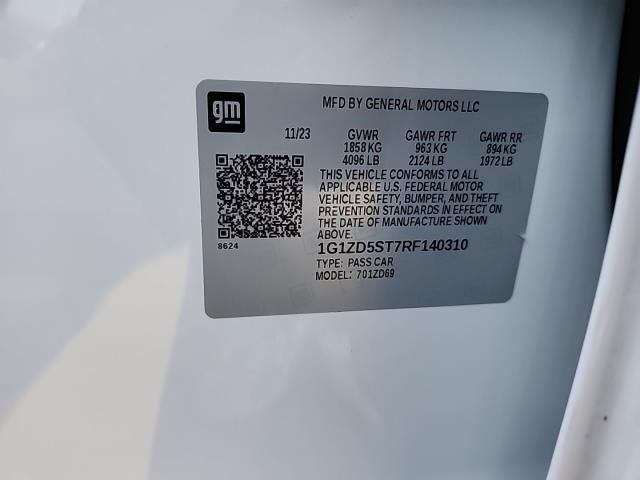 gm
MFD BY GENERAL MOTORS LLC
11/23 GVWR GAWR FRT GAWR RR
1858 KG 963 KG 894 KG
4096 LB 2124 LB 1972 LB
THIS VEHICLE CONFORMS TO ALL
APPLICABLE U.S. FEDERAL MOTOR
VEHICLE SAFETY, BUMPER, AND THEFT
PREVENTION STANDARDS IN EFFECT ON
THE DATE OF MANUFACTURE SHOWN
ABOVE.
8624
1G1ZD5ST7RF140310
TYPE: PASS CAR
MODEL: 701ZD69